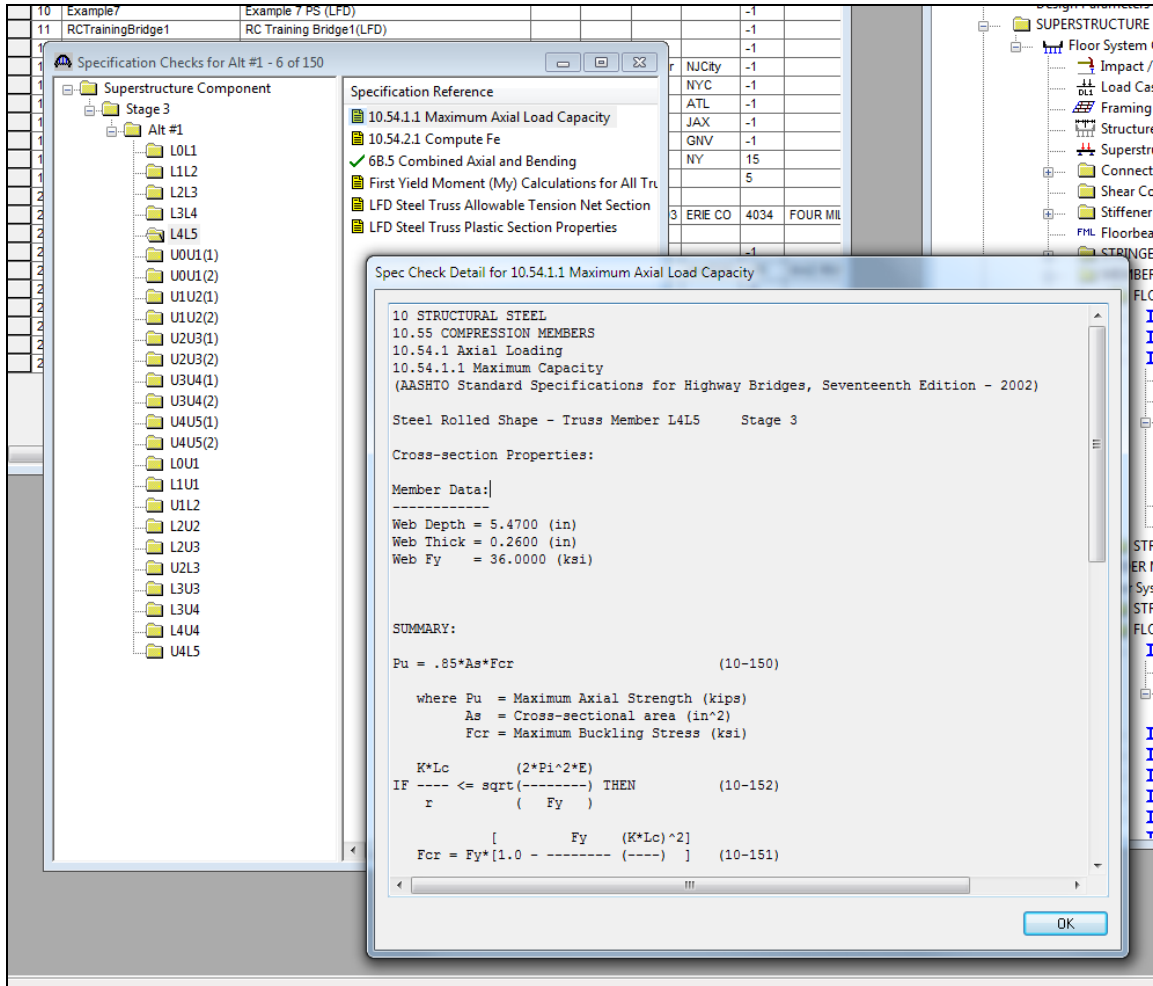 10 Example7 Example 7 PS (LFD) -1
11 RCTrainingBridge1 RC Training Bridge1(LFD) -1
-1
NJCity -1
NYC -1
ATL -1
JAX -1
GNV -1
NY 15
5
3 ERIE CO 4034 FOUR MIL
-1
SUPERSTRUCTURE
Floor System
Impact /
Load Cas
Framing
Structure
Superstru
Connect
Shear Co
Stiffener
FML Floorbea
STRINGE
Specification Checks for Alt #1 - 6 of 150
Superstructure Component
Stage 3
Alt #1
L0L1
L1L2
L2L3
L3L4
L4L5
U0U1(1)
U0U1(2)
U1U2(1)
U1U2(2)
U2U3(1)
U2U3(2)
U3U4(1)
U3U4(2)
U4U5(1)
U4U5(2)
L0U1
L1U1
U1L2
L2U2
L2U3
U2L3
L3U3
L3U4
L4U4
U4L5
Specification Reference
10.54.1.1 Maximum Axial Load Capacity
10.54.2.1 Compute Fe
6B.5 Combined Axial and Bending
First Yield Moment (My) Calculations for All Tru
LFD Steel Truss Allowable Tension Net Section
LFD Steel Truss Plastic Section Properties
Spec Check Detail for 10.54.1.1 Maximum Axial Load Capacity
10 STRUCTURAL STEEL
10.55 COMPRESSION MEMBERS
10.54.1 Axial Loading
10.54.1.1 Maximum Capacity
(AASHTO Standard Specifications for Highway Bridges, Seventeenth Edition - 2002)
Steel Rolled Shape - Truss Member L4L5 Stage 3
Cross-section Properties:
Member Data:
------------
Web Depth = 5.4700 (in)
Web Thick = 0.2600 (in)
Web Fy = 36.0000 (ksi)
SUMMARY:
Pu = .85*As*Fcr (10-150)
where Pu = Maximum Axial Strength (kips)
As = Cross-sectional area (in^2)
Fcr = Maximum Buckling Stress (ksi)
K*Lc (2*Pi^2*E)
IF ---- <= sqrt(--------) THEN (10-152)
r ( Fy )
[ Fy (K*Lc)^2]
Fcr = Fy*[1.0 - -------- (----) ] (10-151)
OK